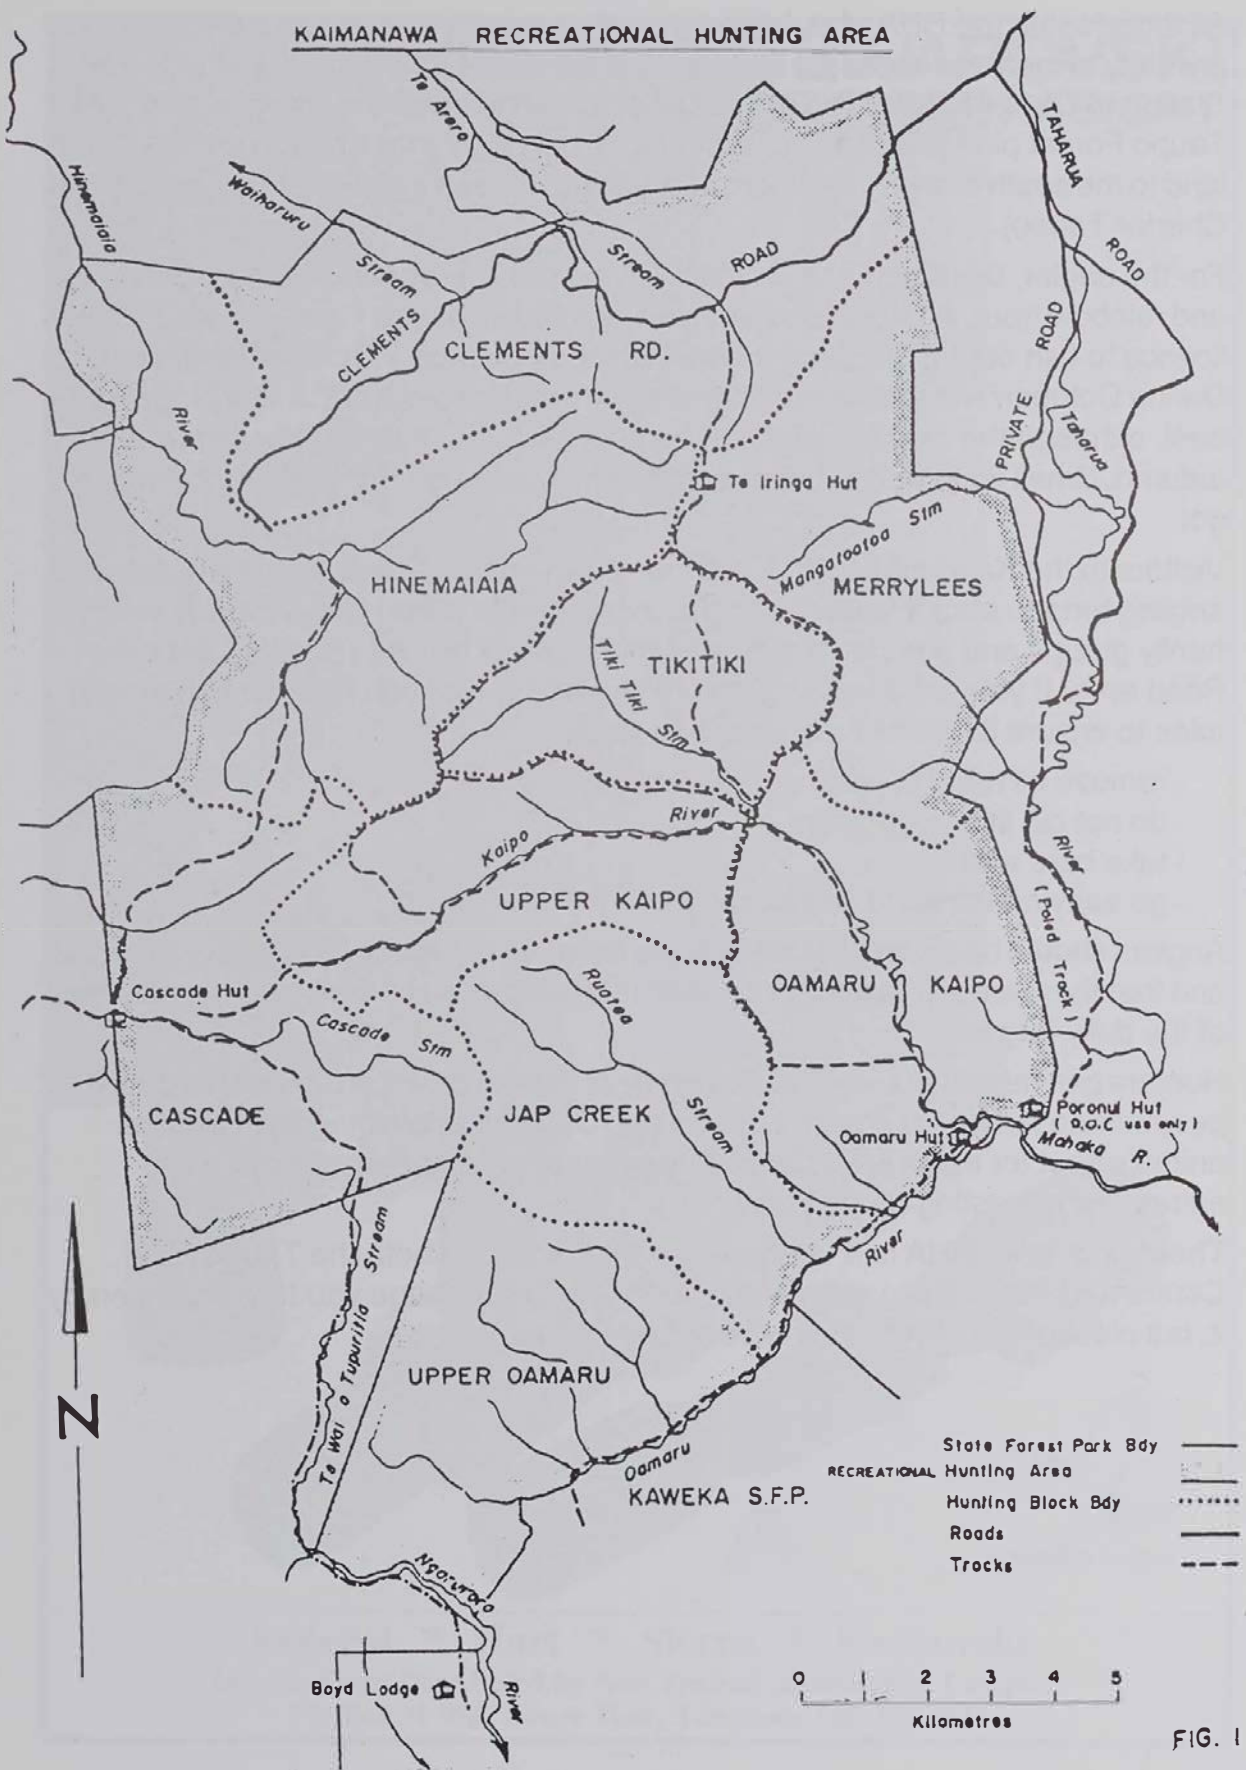 KAIMANAWA RECREATIONAL HUNTING AREA
Te Arero
Stream
TAHARUA
ROAD
Hinemaiaia
River
Waiharuru
Stream
CLEMENTS
ROAD
CLEMENTS RD.
PRIVATE
ROAD
Taharua
River
Te Iringa Hut
Mangatootoa Stm
HINEMAIAIA
MERRYLEES
TIKITIKI
TIKI TIKI
Stm
Kaipo
River
UPPER KAIPO
OAMARU KAIPO
(Poled Track)
Cascade Hut
Cascade
Stm
Ruatea
Stream
CASCADE
JAP CREEK
Oamaru Hut
Poronui Hut
( D.O.C use only )
Mohaka R.
River
Te Wai o Tupuritia
Stream
UPPER OAMARU
Oamaru
KAWEKA S.F.P.
Ngaruroro
River
Boyd Lodge
N
State Forest Park Bdy
RECREATIONAL Hunting Area
Hunting Block Bdy
Roads
Tracks
0 1 2 3 4 5
Kilometres
FIG. 1